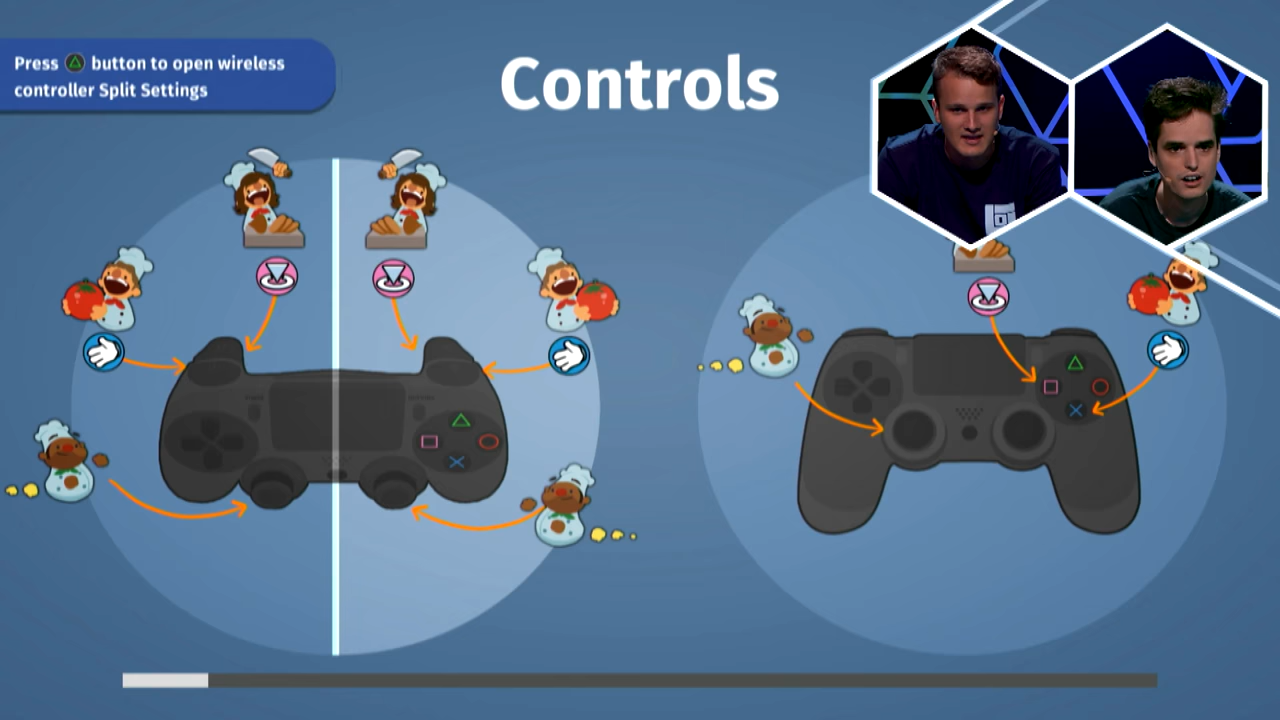 Press button to open wireless
controller Split Settings
Controls